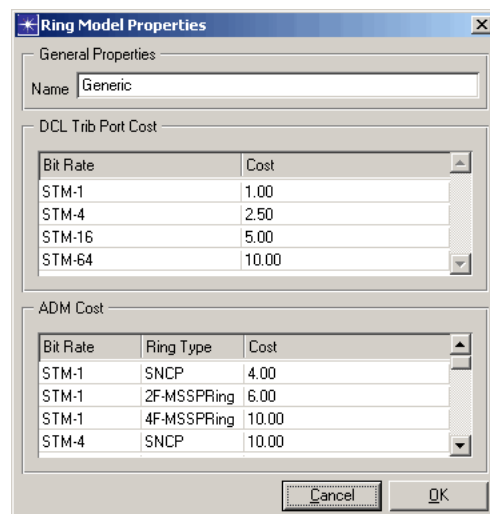 Ring Model Properties
General Properties
Name Generic
DCL Trib Port Cost
Bit Rate Cost
STM-1 1.00
STM-4 2.50
STM-16 5.00
STM-64 10.00
ADM Cost
Bit Rate Ring Type Cost
STM-1 SNCP 4.00
STM-1 2F-MSSPRing 6.00
STM-1 4F-MSSPRing 10.00
STM-4 SNCP 10.00
Cancel OK